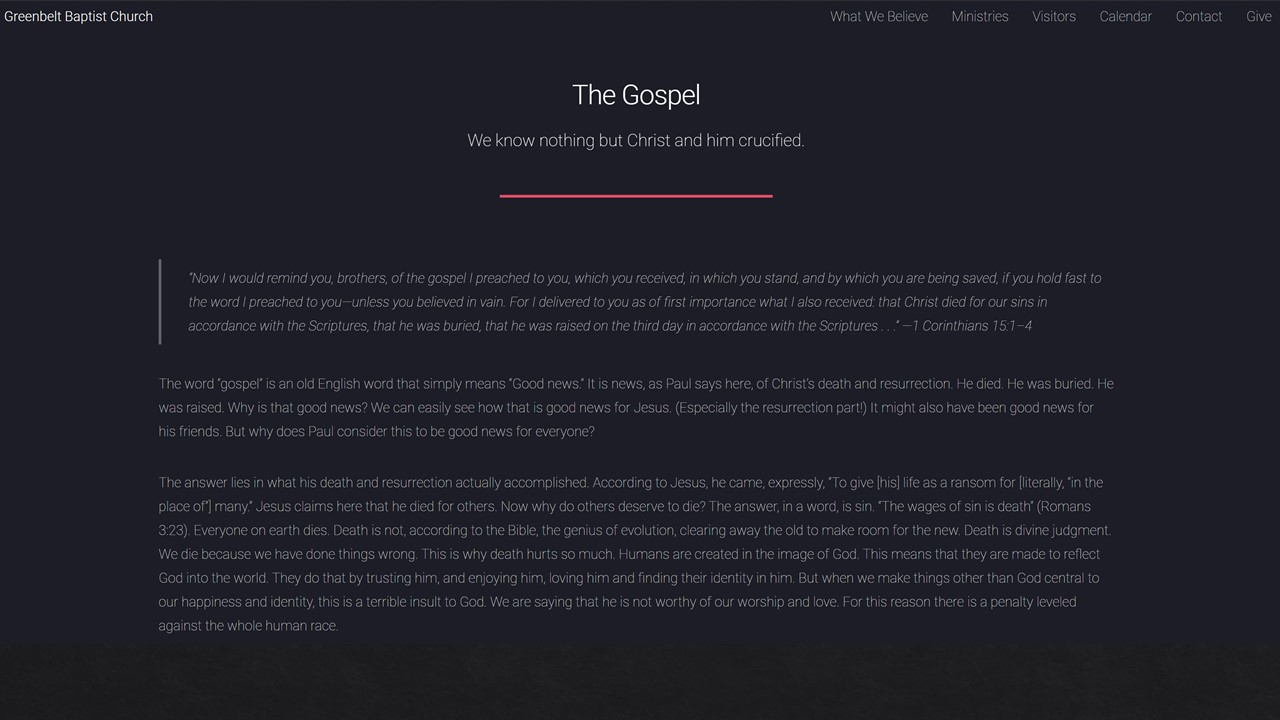 Greenbelt Baptist Church
What We Believe Ministries Visitors Calendar Contact Give
The Gospel
We know nothing but Christ and him crucified.
“Now I would remind you, brothers, of the gospel I preached to you, which you received, in which you stand, and by which you are being saved, if you hold fast to
the word I preached to you—unless you believed in vain. For I delivered to you as of first importance what I also received: that Christ died for our sins in
accordance with the Scriptures, that he was buried, that he was raised on the third day in accordance with the Scriptures . . .” —1 Corinthians 15:1–4
The word “gospel” is an old English word that simply means “Good news.” It is news, as Paul says here, of Christ’s death and resurrection. He died. He was buried. He
was raised. Why is that good news? We can easily see how that is good news for Jesus. (Especially the resurrection part!) It might also have been good news for
his friends. But why does Paul consider this to be good news for everyone?
The answer lies in what his death and resurrection actually accomplished. According to Jesus, he came, expressly, “To give [his] life as a ransom for [literally, “in the
place of”] many.” Jesus claims here that he died for others. Now why do others deserve to die? The answer, in a word, is sin. “The wages of sin is death” (Romans
3:23). Everyone on earth dies. Death is not, according to the Bible, the genius of evolution, clearing away the old to make room for the new. Death is divine judgment.
We die because we have done things wrong. This is why death hurts so much. Humans are created in the image of God. This means that they are made to reflect
God into the world. They do that by trusting him, and enjoying him, loving him and finding their identity in him. But when we make things other than God central to
our happiness and identity, this is a terrible insult to God. We are saying that he is not worthy of our worship and love. For this reason there is a penalty leveled
against the whole human race.